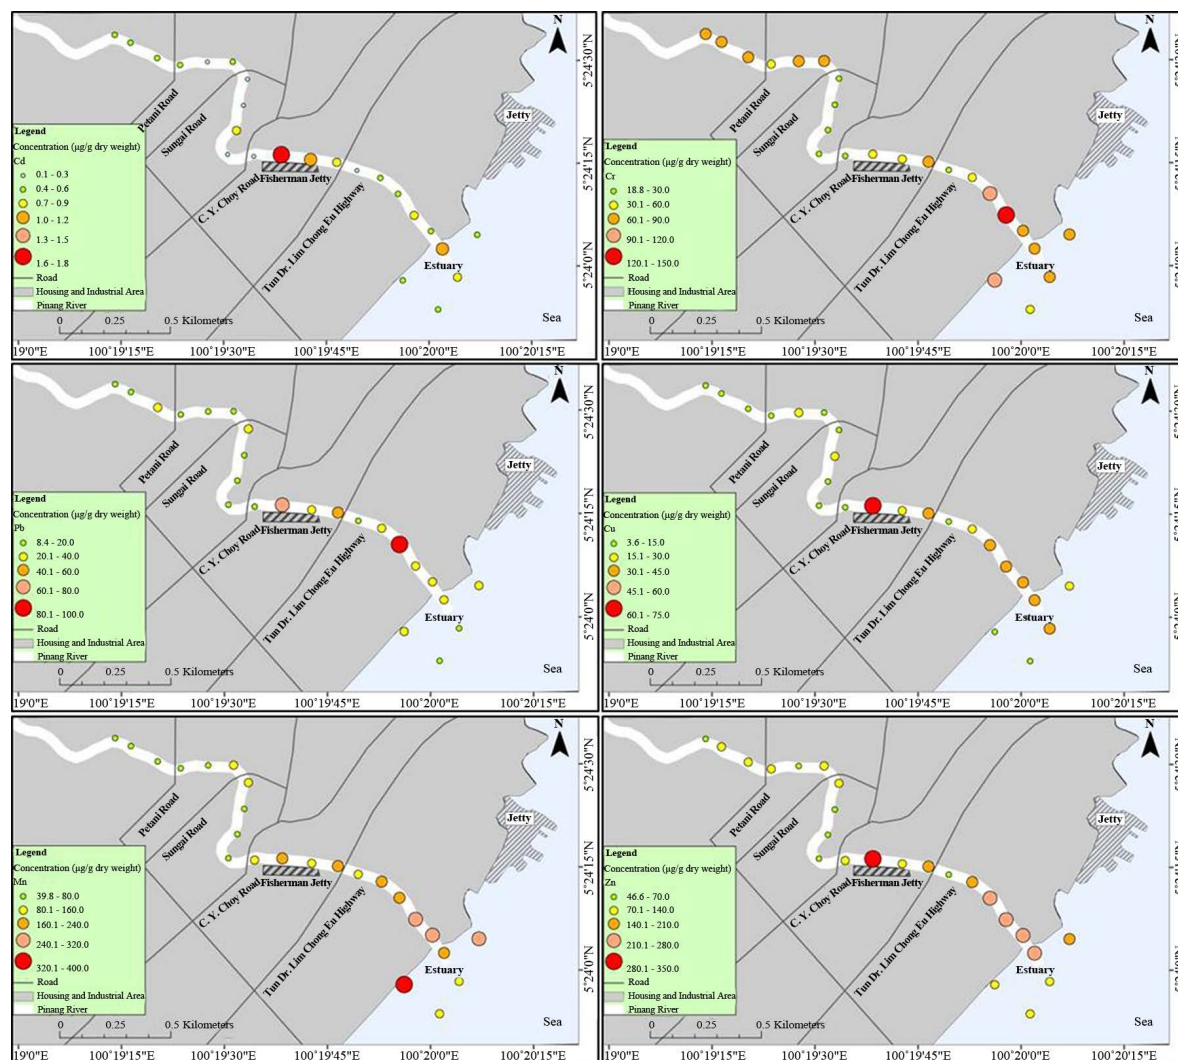 N
5°24'30"N
Petani Road
Sungai Road
Jetty
Legend
Concentration (µg/g dry weight)
Cd
0.1 - 0.3
0.4 - 0.6
0.7 - 0.9
1.0 - 1.2
1.3 - 1.5
1.6 - 1.8
Road
Housing and Industrial Area
Pinang River
5°24'15"N
Fisherman Jetty
C. Y. Choy Road
Tun Dr. Lim Chong Eu Highway
5°24'0"N
Estuary
0 0.25 0.5 Kilometers
Sea
19'0"E 100°19'15"E 100°19'30"E 100°19'45"E 100°20'0"E 100°20'15"E
N
Petani Road
Sungai Road
Jetty
Legend
Concentration (µg/g dry weight)
Cr
18.8 - 30.0
30.1 - 60.0
60.1 - 90.0
90.1 - 120.0
120.1 - 150.0
Road
Housing and Industrial Area
Pinang River
Fisherman Jetty
C. Y. Choy Road
Tun Dr. Lim Chong Eu Highway
Estuary
0 0.25 0.5 Kilometers
Sea
19'0"E 100°19'15"E 100°19'30"E 100°19'45"E 100°20'0"E 100°20'15"E
N
5°24'30"N
Petani Road
Sungai Road
Jetty
Legend
Concentration (µg/g dry weight)
Pb
8.4 - 20.0
20.1 - 40.0
40.1 - 60.0
60.1 - 80.0
80.1 - 100.0
Road
Housing and Industrial Area
Pinang River
5°24'15"N
Fisherman Jetty
C. Y. Choy Road
Tun Dr. Lim Chong Eu Highway
5°24'0"N
Estuary
0 0.25 0.5 Kilometers
Sea
19'0"E 100°19'15"E 100°19'30"E 100°19'45"E 100°20'0"E 100°20'15"E
N
Petani Road
Sungai Road
Jetty
Legend
Concentration (µg/g dry weight)
Cu
3.6 - 15.0
15.1 - 30.0
30.1 - 45.0
45.1 - 60.0
60.1 - 75.0
Road
Housing and Industrial Area
Pinang River
Fisherman Jetty
C. Y. Choy Road
Tun Dr. Lim Chong Eu Highway
Estuary
0 0.25 0.5 Kilometers
Sea
19'0"E 100°19'15"E 100°19'30"E 100°19'45"E 100°20'0"E 100°20'15"E
N
5°24'30"N
Petani Road
Sungai Road
Jetty
Legend
Concentration (µg/g dry weight)
Mn
39.8 - 80.0
80.1 - 160.0
160.1 - 240.0
240.1 - 320.0
320.1 - 400.0
Road
Housing and Industrial Area
Pinang River
5°24'15"N
Fisherman Jetty
C. Y. Choy Road
Tun Dr. Lim Chong Eu Highway
5°24'0"N
Estuary
0 0.25 0.5 Kilometers
Sea
19'0"E 100°19'15"E 100°19'30"E 100°19'45"E 100°20'0"E 100°20'15"E
N
Petani Road
Sungai Road
Jetty
Legend
Concentration (µg/g dry weight)
Zn
46.6 - 70.0
70.1 - 140.0
140.1 - 210.0
210.1 - 280.0
280.1 - 350.0
Road
Housing and Industrial Area
Pinang River
Fisherman Jetty
C. Y. Choy Road
Tun Dr. Lim Chong Eu Highway
Estuary
0 0.25 0.5 Kilometers
Sea
19'0"E 100°19'15"E 100°19'30"E 100°19'45"E 100°20'0"E 100°20'15"E